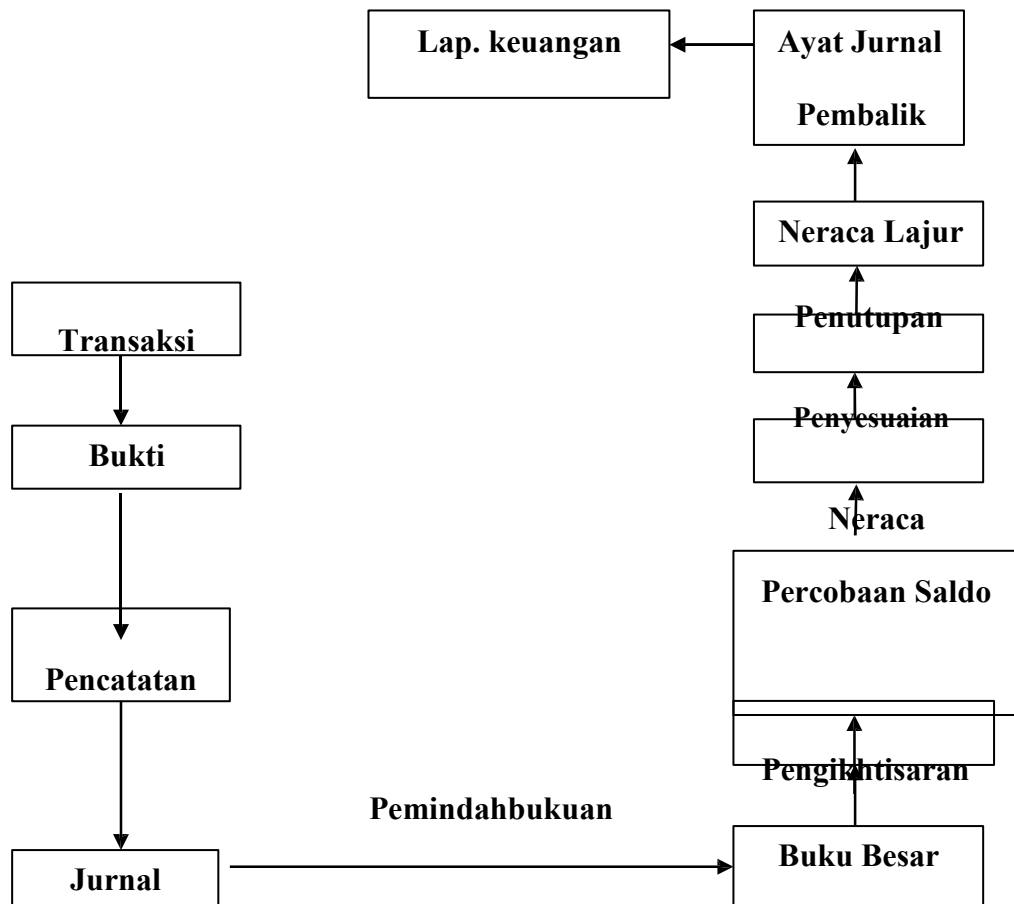 Lap. keuangan
Ayat Jurnal
Pembalik
Neraca Lajur
Penutupan
Transaksi
Penyesuaian
Bukti
Neraca
Percobaan Saldo
Pencatatan
Pengikhtisaran
Pemindahbukuan
Buku Besar
Jurnal